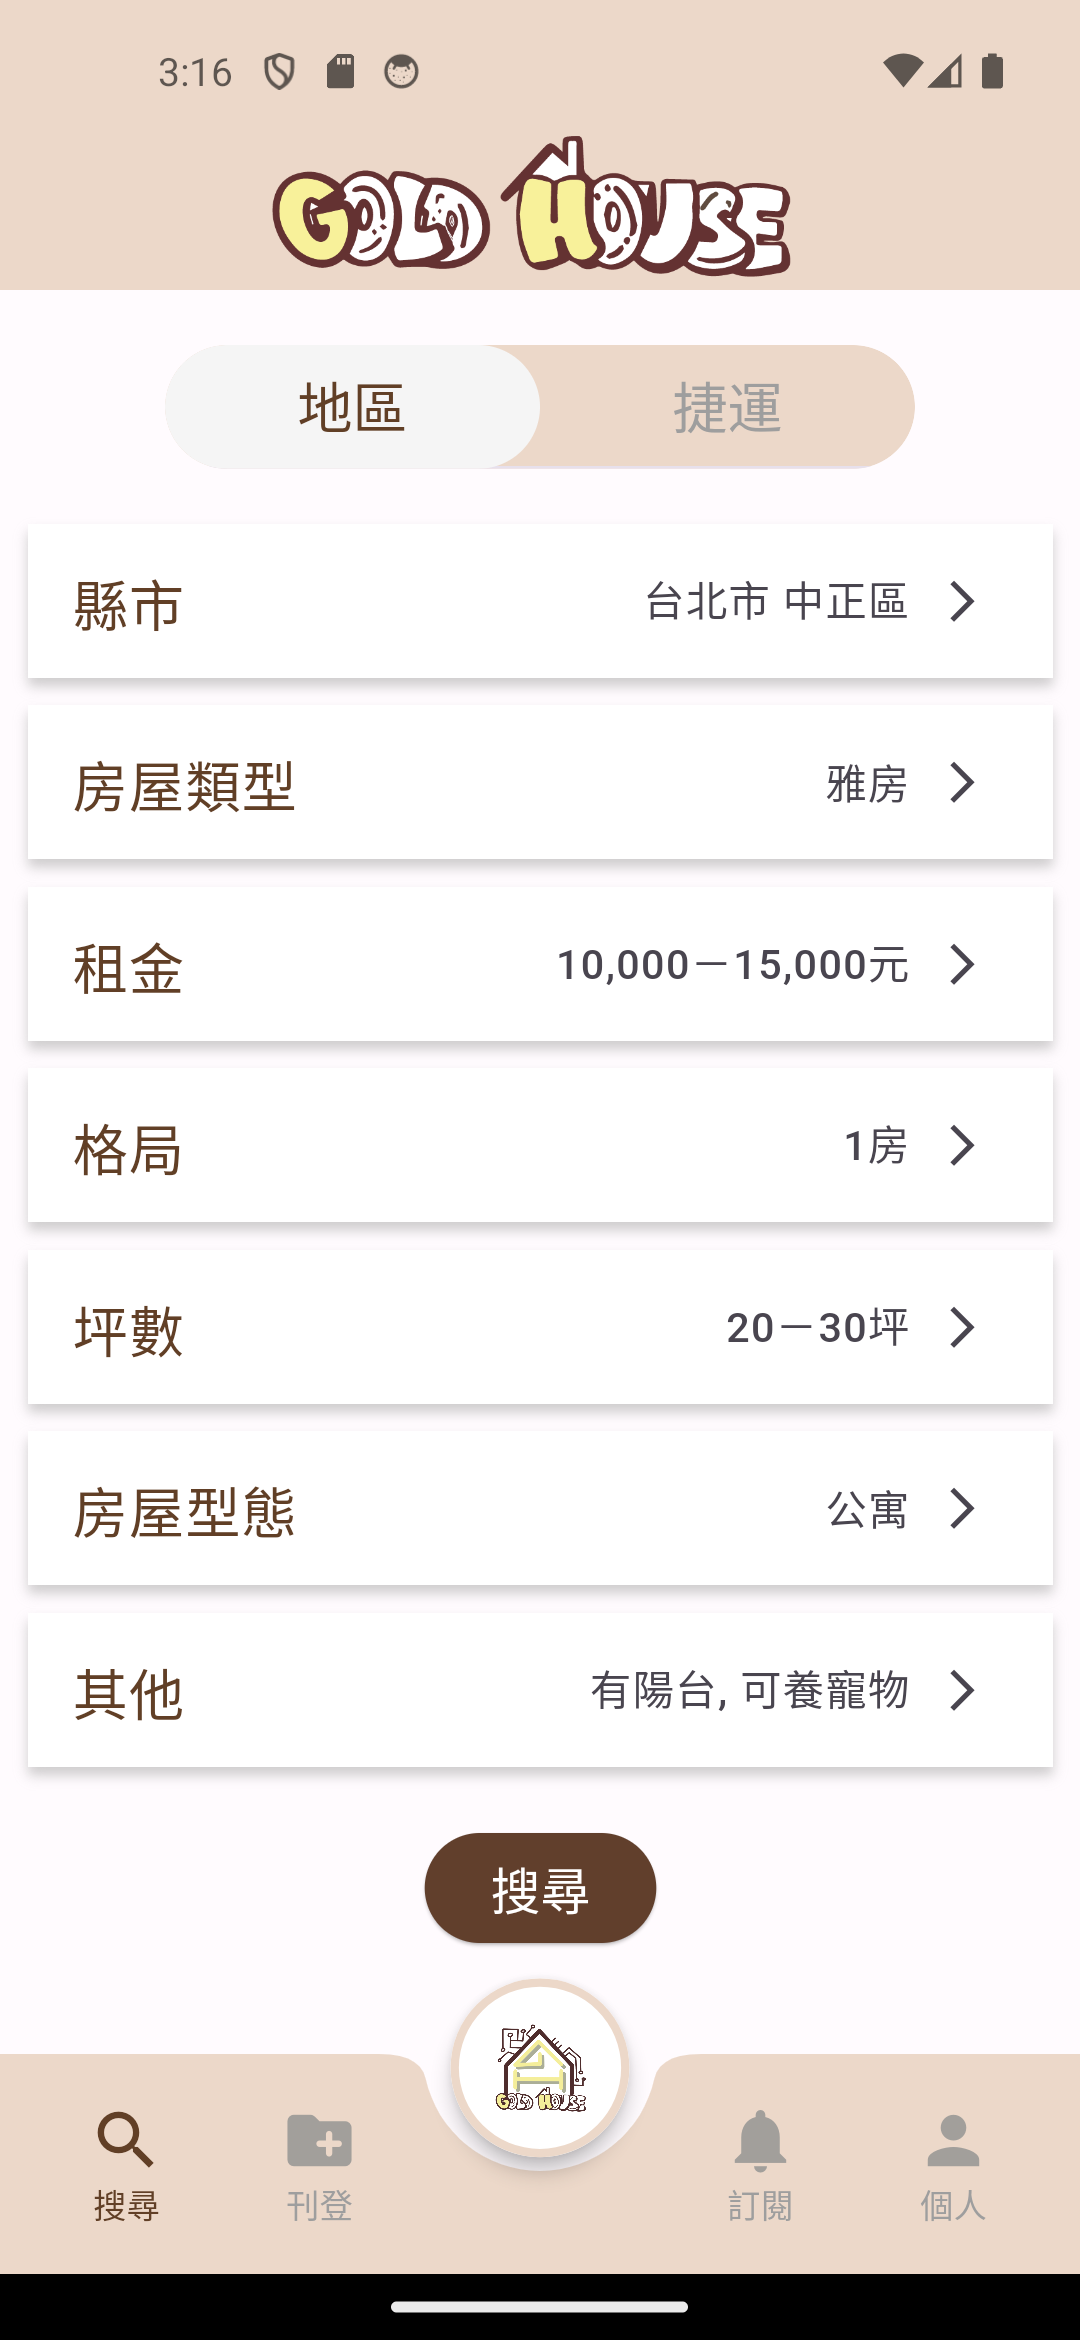 3:16
GOLD HOUSE
地區
捷運
縣市
台北市 中正區
房屋類型
雅房
租金
10,000－15,000元
格局
1房
坪數
20－30坪
房屋型態
公寓
其他
有陽台, 可養寵物
搜尋
GOLD HOUSE
搜尋
刊登
訂閱
個人